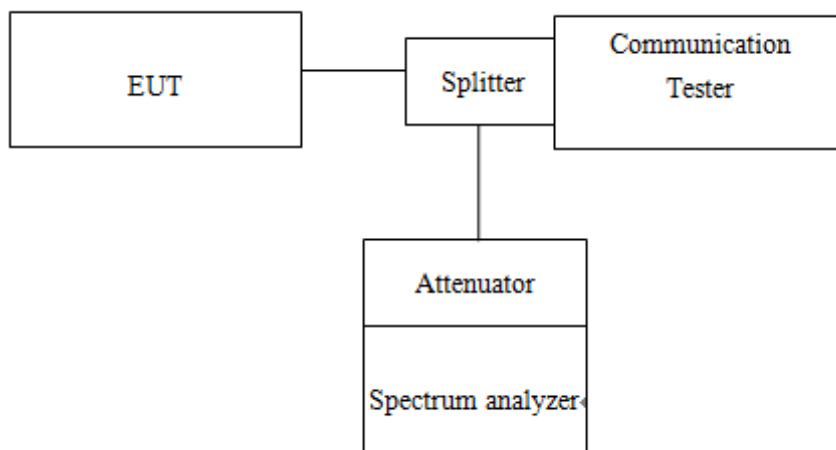 EUT
Splitter
Communication
Tester
Attenuator
Spectrum analyzer